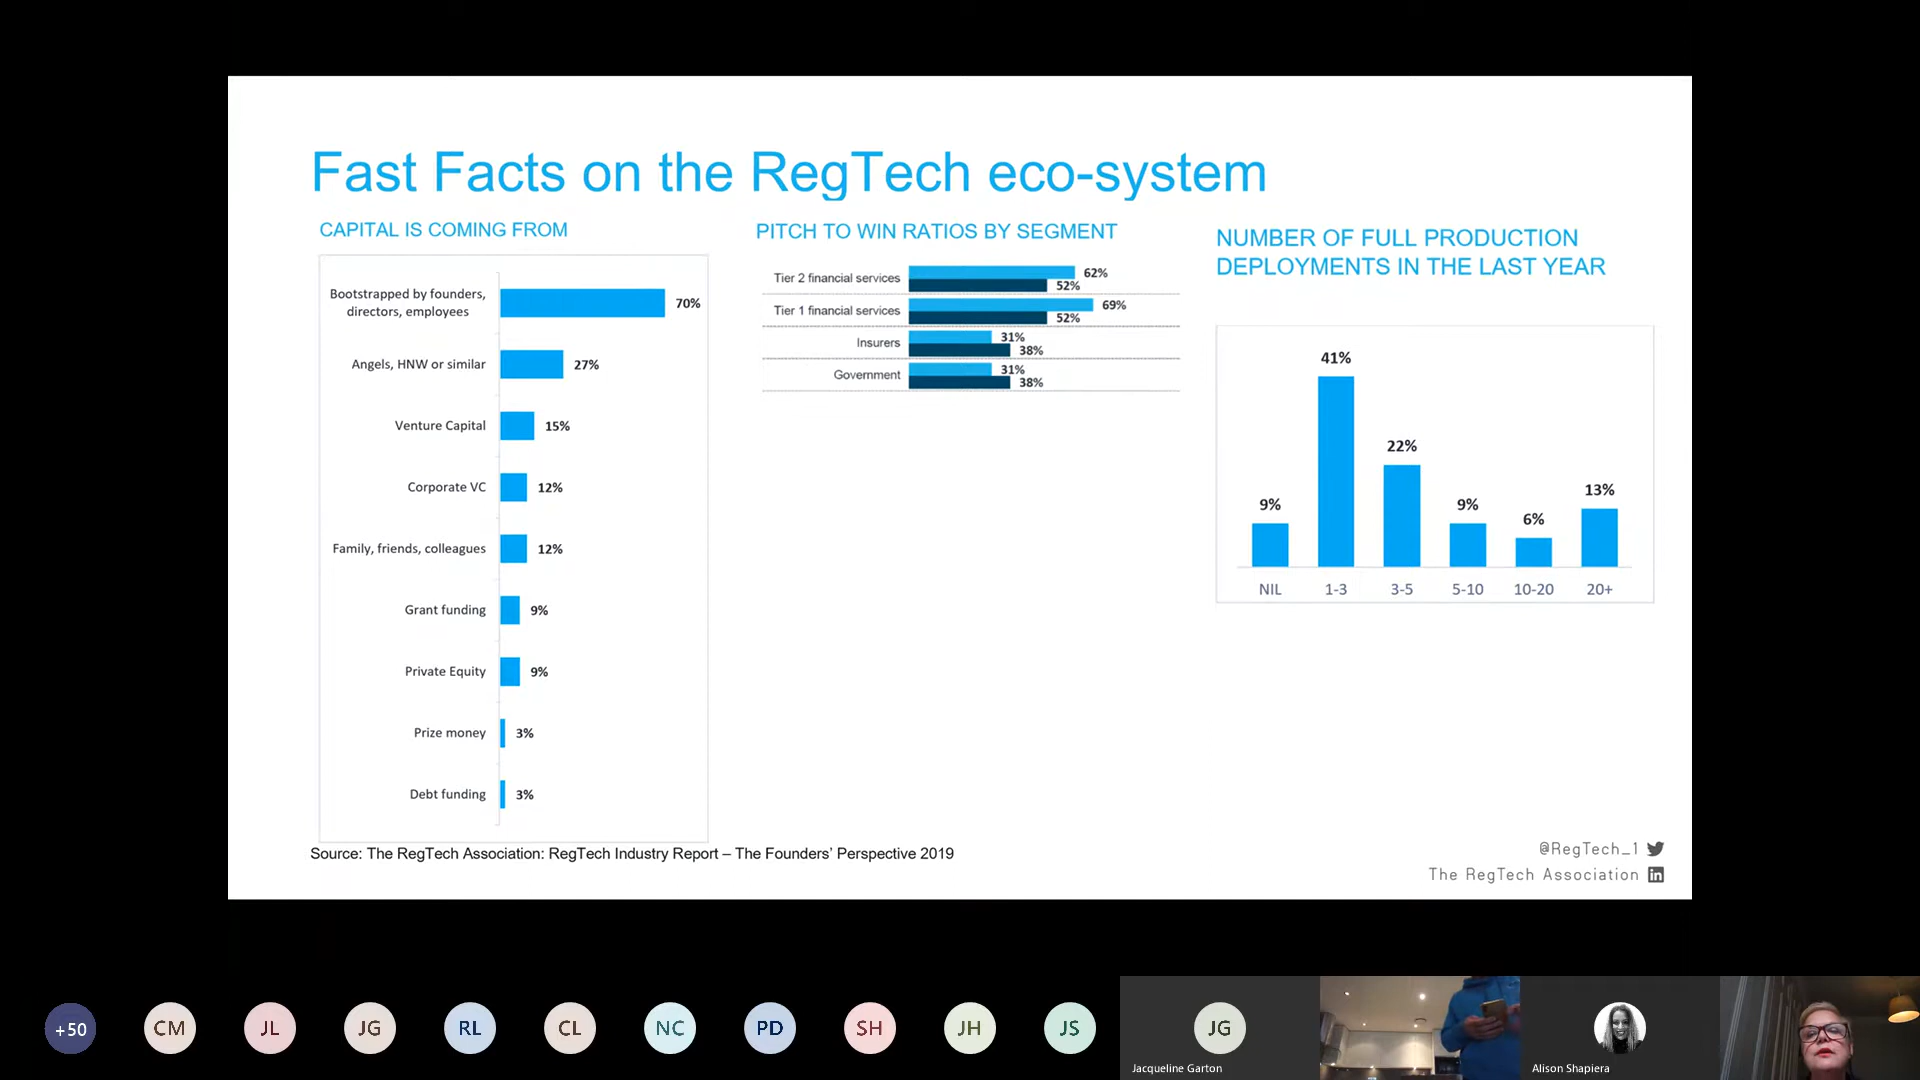 Fast Facts on the RegTech eco-system
CAPITAL IS COMING FROM
Bootstrapped by founders,
directors, employees
70%
Angels, HNW or similar
27%
Venture Capital
15%
Corporate VC
12%
Family, friends, colleagues
12%
Grant funding
9%
Private Equity
9%
Prize money
3%
Debt funding
3%
PITCH TO WIN RATIOS BY SEGMENT
Tier 2 financial services
62%
52%
Tier 1 financial services
69%
52%
Insurers
31%
38%
Government
31%
38%
NUMBER OF FULL PRODUCTION
DEPLOYMENTS IN THE LAST YEAR
9%
41%
22%
9%
6%
13%
NIL
1-3
3-5
5-10
10-20
20+
Source: The RegTech Association: RegTech Industry Report – The Founders’ Perspective 2019
@RegTech_1
The RegTech Association
in
+50
CM
JL
JG
RL
CL
NC
PD
SH
JH
JS
JG
Jacqueline Garton
Alison Shapiera